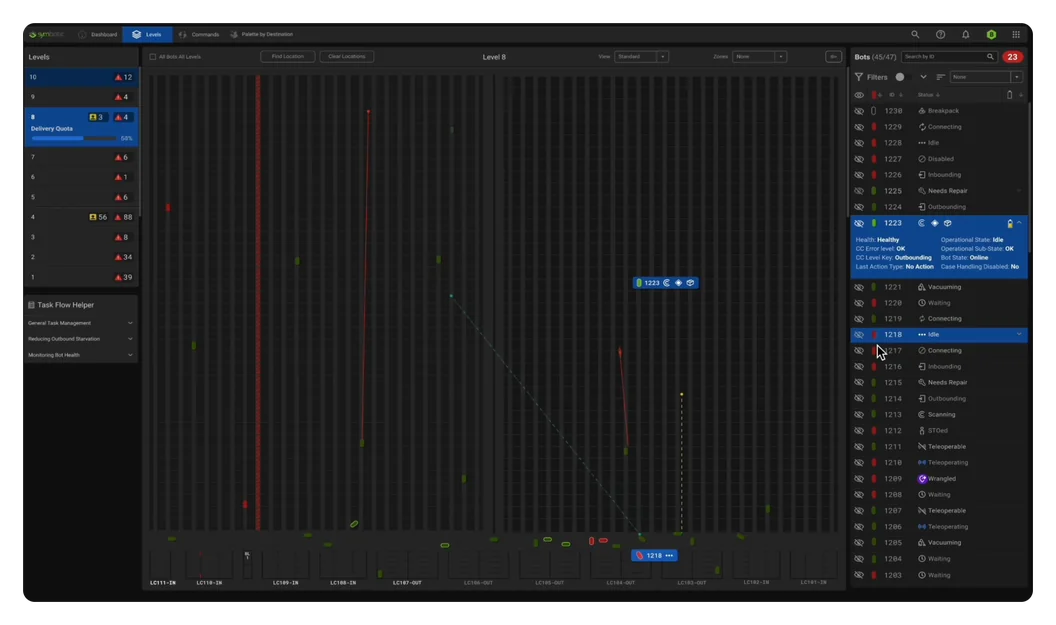 symbotic
Dashboard
Levels
Commands
Palette by Destination
Levels
10 12
9 4
8 3 4
Delivery Quota
50%
7 6
6 1
5 6
4 56 88
3 8
2 34
1 39
Task Flow Helper
General Task Management
Reducing Outbound Starvation
Monitoring Bot Health
All Bots All Levels
Find Location
Clear Locations
Level 8
View Standard
Zones None
1223
1218
LC111-IN
LC110-IN
LC109-IN
LC108-IN
LC107-OUT
LC106-OUT
LC105-OUT
LC104-OUT
LC103-OUT
LC102-IN
LC101-IN
Bots (45/47)
Search by ID
23
Filters
None
ID Status
1230 Breakpack
1229 Connecting
1228 Idle
1227 Disabled
1226 Inbounding
1225 Needs Repair
1224 Outbounding
1223
Health: Healthy Operational State: Idle
CC Error level: OK Operational Sub-State: OK
CC Level Key: Outbounding Bot State: Online
Last Action Type: No Action Case Handling Disabled: No
1221 Vacuuming
1220 Waiting
1219 Connecting
1218 Idle
1217 Connecting
1216 Inbounding
1215 Needs Repair
1214 Outbounding
1213 Scanning
1212 STOed
1211 Teleoperable
1210 Teleoperating
1209 Wrangled
1208 Waiting
1207 Teleoperable
1206 Teleoperating
1205 Vacuuming
1204 Waiting
1203 Waiting